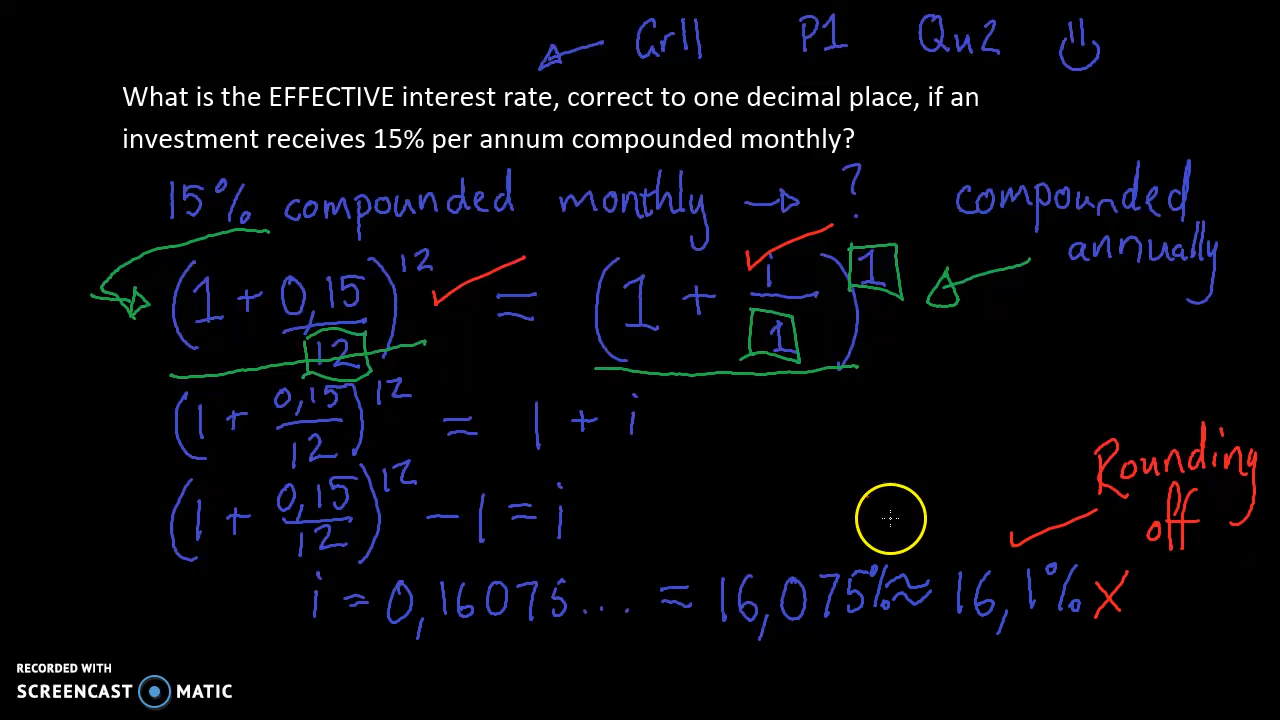 Gr11 P1 Qu2
What is the EFFECTIVE interest rate, correct to one decimal place, if an
investment receives 15% per annum compounded monthly?
15% compounded monthly → ? compounded
annually
(1 + 0,15/12)^12 = (1 + i/1)^1
(1 + 0,15/12)^12 = 1 + i
(1 + 0,15/12)^12 - 1 = i
Rounding
off
i = 0,16075... = 16,075% ≈ 16,1% x
RECORDED WITH
SCREENCAST MATIC